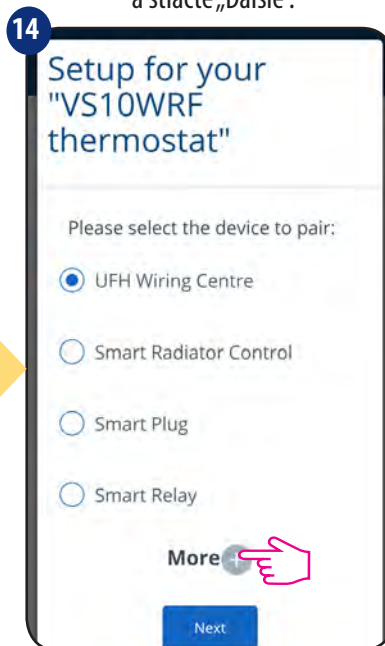 a stlačte „Ďalšie“.
14
Setup for your
"VS10WRF
thermostat"
Please select the device to pair:
UFH Wiring Centre
Smart Radiator Control
Smart Plug
Smart Relay
More +
Next